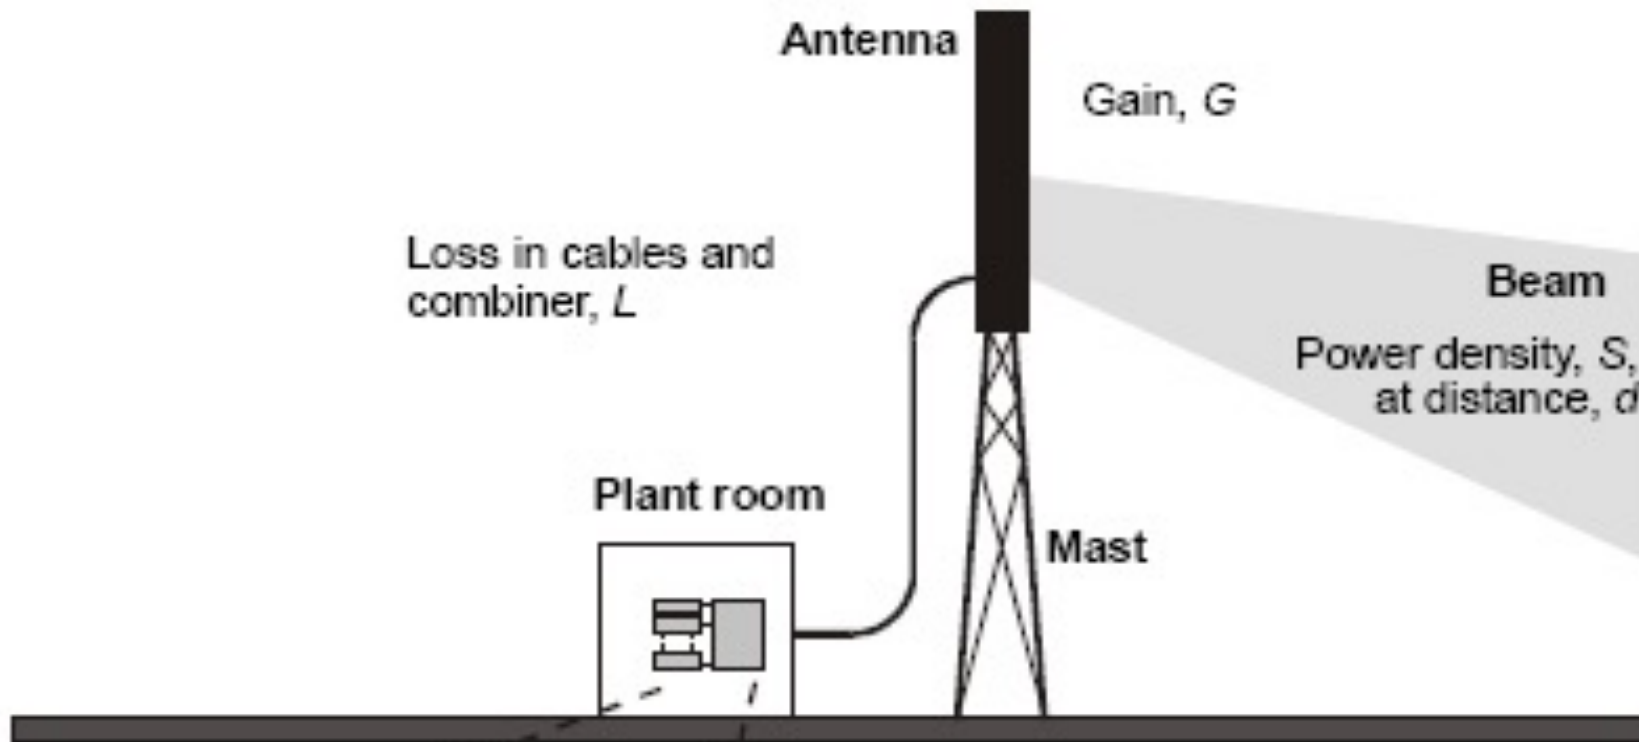 Antenna
Gain, G
Loss in cables and
combiner, L
Beam
Power density, S,
at distance, d
Plant room
Mast